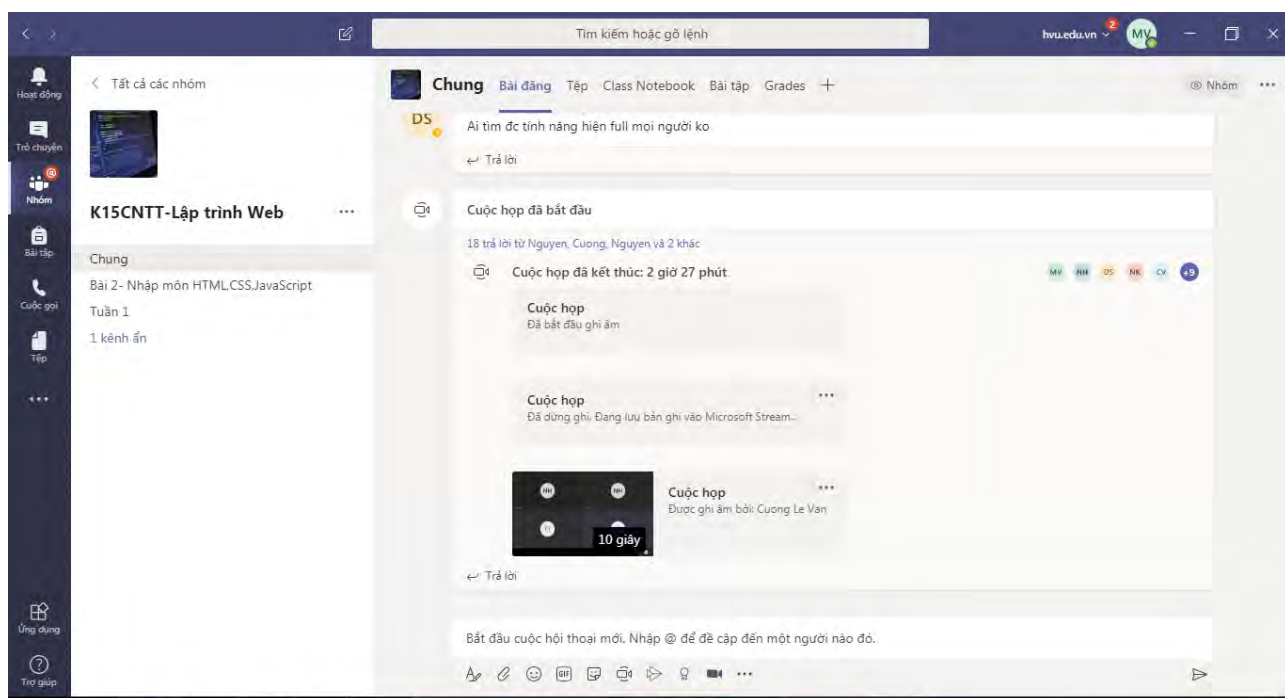 Tìm kiếm hoặc gõ lệnh
hvu.edu.vn
2
MV
Hoạt động
Trò chuyện
@
Nhóm
Bài tập
Cuộc gọi
Tệp
Ứng dụng
Trợ giúp
Tất cả các nhóm
K15CNTT-Lập trình Web
Chung
Bài 2- Nhập môn HTML,CSS,JavaScript
Tuần 1
1 kênh ẩn
Chung Bài đăng Tệp Class Notebook Bài tập Grades +
Nhóm
DS
Ai tìm đc tính năng hiện full mọi người ko
Trả lời
Cuộc họp đã bắt đầu
18 trả lời từ Nguyen, Cuong, Nguyen và 2 khác
Cuộc họp đã kết thúc: 2 giờ 27 phút
MV NH DS NK CV +9
Cuộc họp
Đã bắt đầu ghi âm
Cuộc họp
Đã dừng ghi. Đang lưu bản ghi vào Microsoft Stream...
NH NH
10 giây
Cuộc họp
Được ghi âm bởi: Cuong Le Van
Trả lời
Bắt đầu cuộc hội thoại mới. Nhập @ để đề cập đến một người nào đó.
GIF